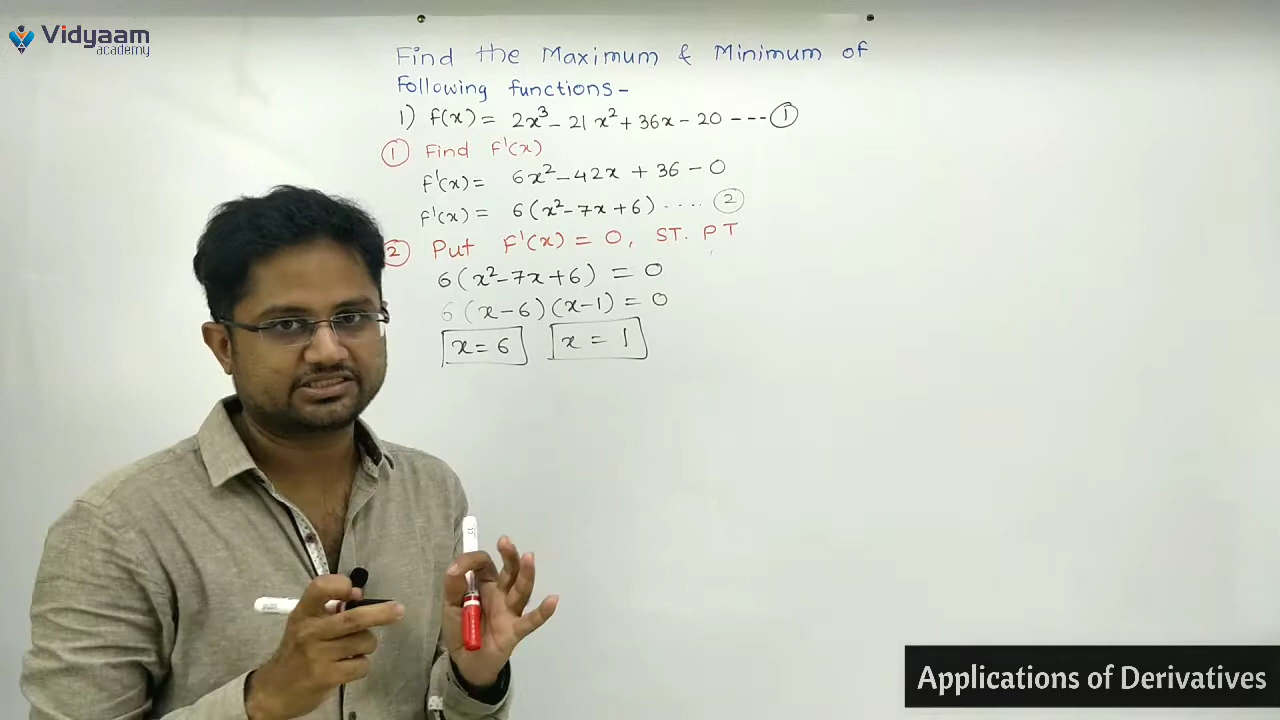 Vidyaam
academy
Find the Maximum & Minimum of
Following functions-
1) f(x) = 2x³ - 21x² + 36x - 20 --- ①
① Find F'(x)
f'(x) = 6x² - 42x + 36 - 0
f'(x) = 6(x² - 7x + 6) .... ②
② Put F'(x) = 0, ST. PT
6(x² - 7x + 6) = 0
6(x - 6)(x - 1) = 0
x = 6 x = 1
Applications of Derivatives